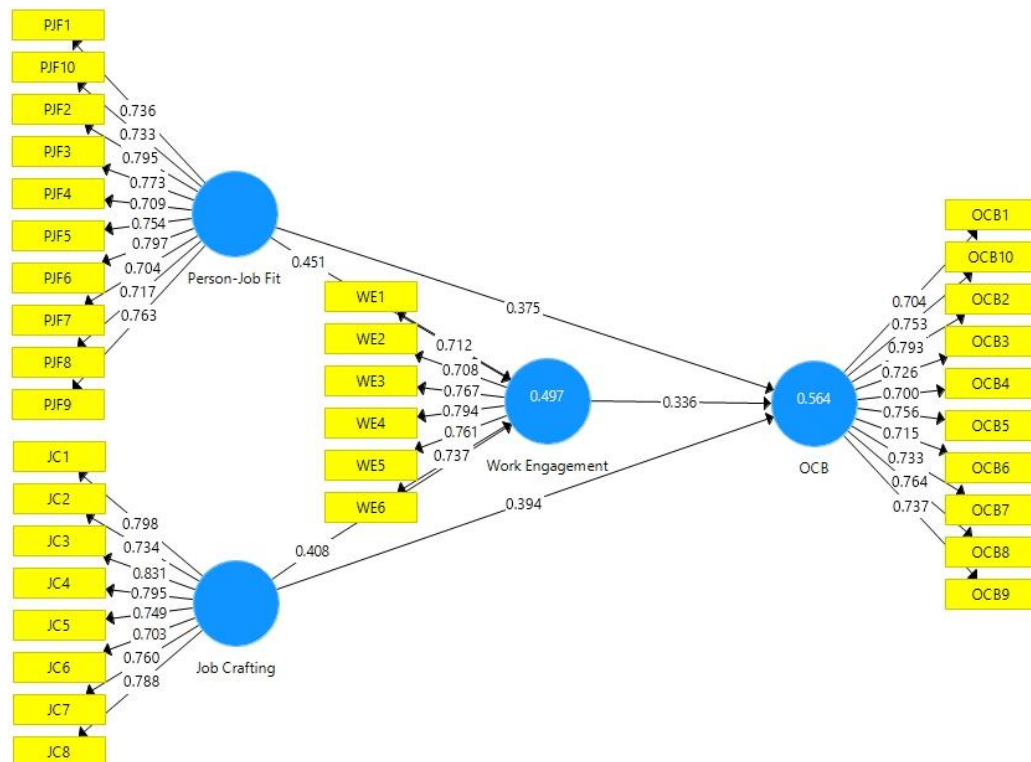 PJF1
PJF10
PJF2
PJF3
PJF4
PJF5
PJF6
PJF7
PJF8
PJF9
0.736
0.733
0.795
0.773
0.709
0.754
0.797
0.704
0.717
0.763
Person-Job Fit
JC1
JC2
JC3
JC4
JC5
JC6
JC7
JC8
0.798
0.734
0.831
0.795
0.749
0.703
0.760
0.788
Job Crafting
0.451
0.408
0.375
0.394
WE1
WE2
WE3
WE4
WE5
WE6
0.712
0.708
0.767
0.794
0.761
0.737
0.497
Work Engagement
0.336
0.564
OCB
0.704
0.753
0.793
0.726
0.700
0.756
0.715
0.733
0.764
0.737
OCB1
OCB10
OCB2
OCB3
OCB4
OCB5
OCB6
OCB7
OCB8
OCB9